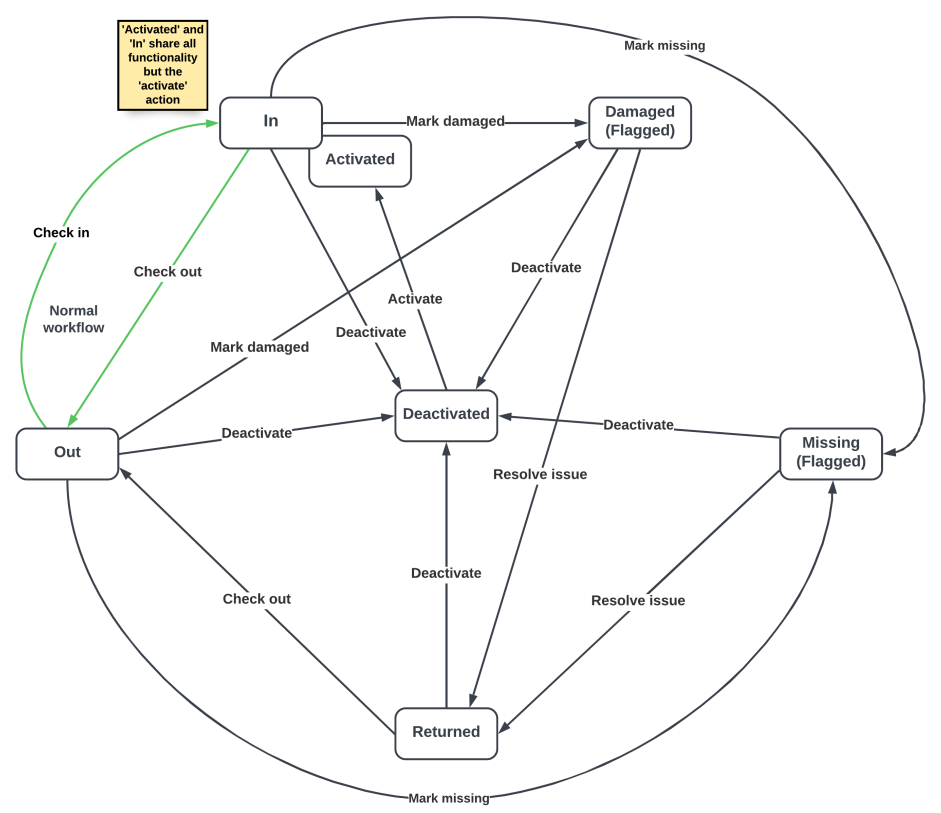 'Activated' and
'In' share all
functionality
but the
'activate'
action
Mark missing
In
Mark damaged
Damaged
(Flagged)
Activated
Check in
Check out
Deactivate
Activate
Normal
workflow
Deactivate
Mark damaged
Deactivated
Deactivate
Deactivate
Out
Missing
(Flagged)
Resolve issue
Deactivate
Check out
Resolve issue
Returned
Mark missing